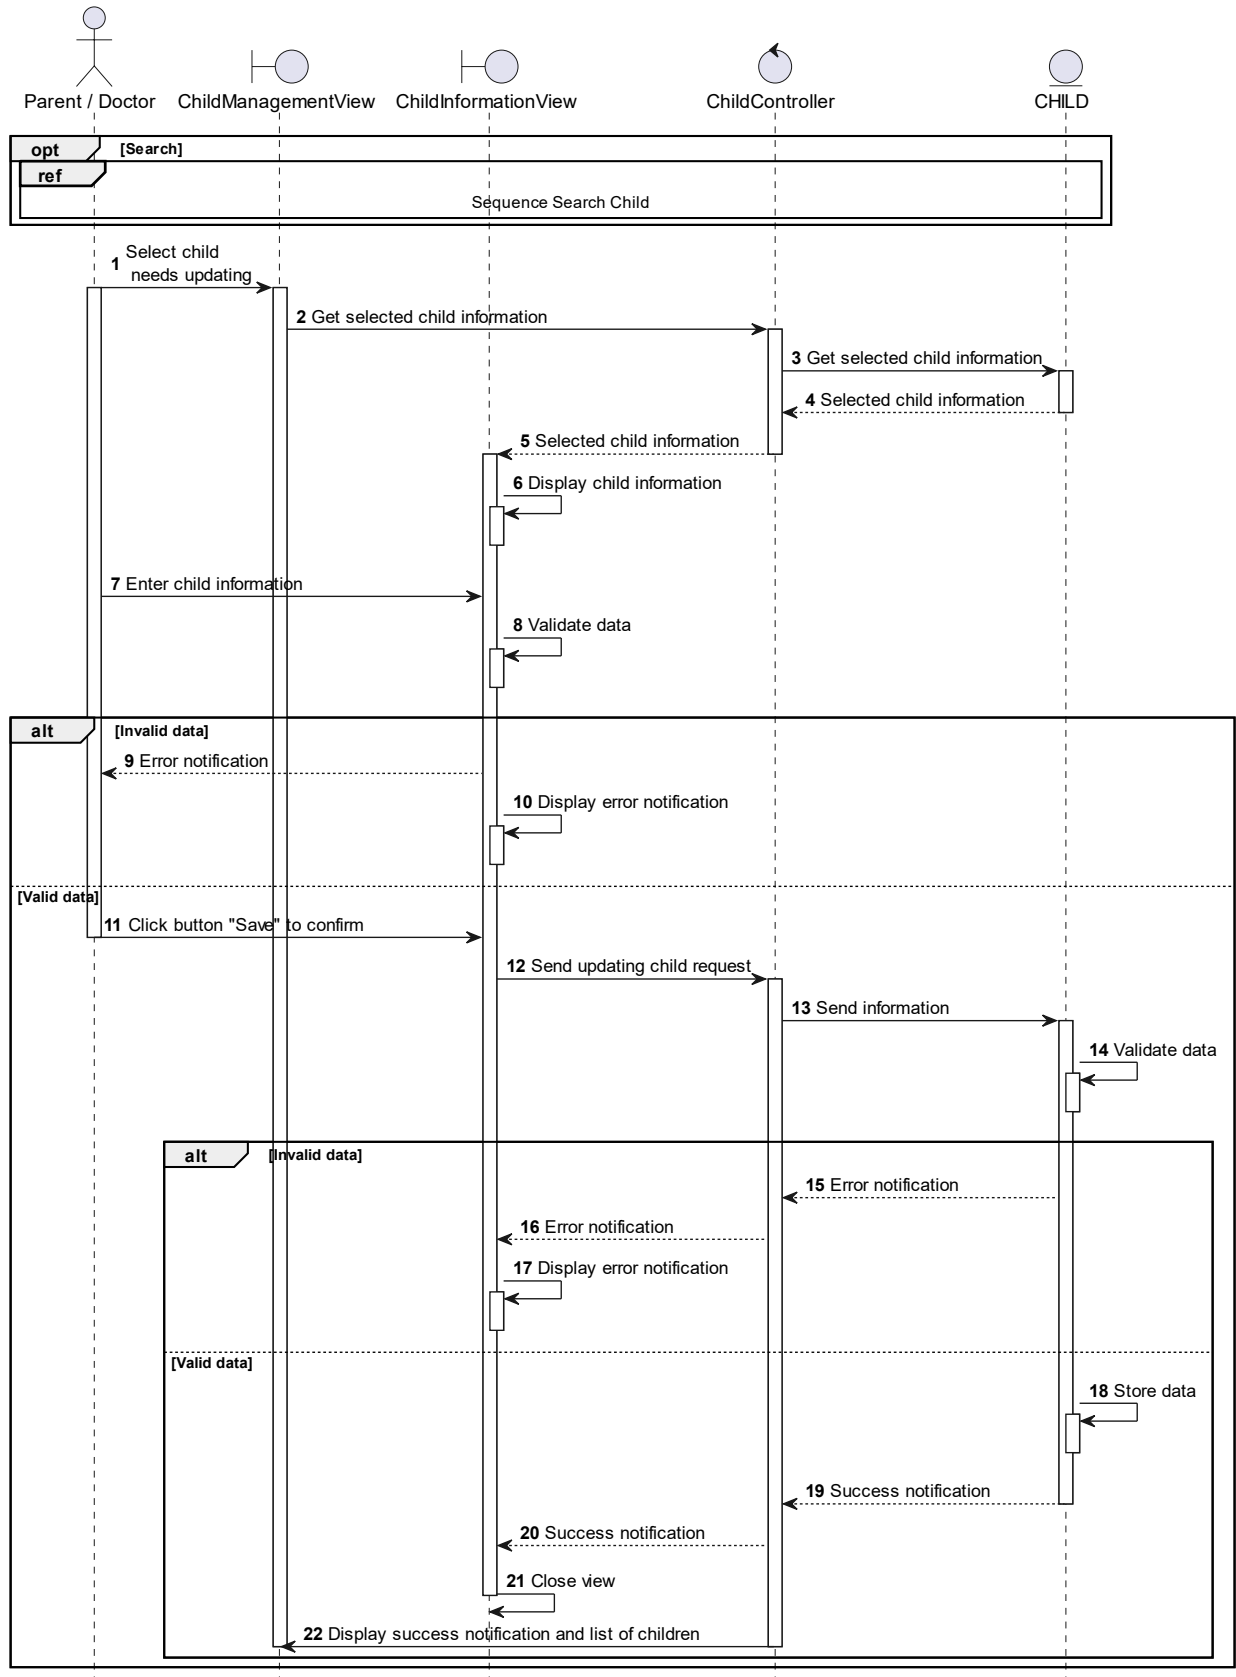 Parent / Doctor
ChildManagementView
ChildInformationView
ChildController
CHILD
opt
[Search]
ref
Sequence Search Child
1 Select child
needs updating
2 Get selected child information
3 Get selected child information
4 Selected child information
5 Selected child information
6 Display child information
7 Enter child information
8 Validate data
alt
[Invalid data]
9 Error notification
10 Display error notification
[Valid data]
11 Click button "Save" to confirm
12 Send updating child request
13 Send information
14 Validate data
alt
[Invalid data]
15 Error notification
16 Error notification
17 Display error notification
[Valid data]
18 Store data
19 Success notification
20 Success notification
21 Close view
22 Display success notification and list of children